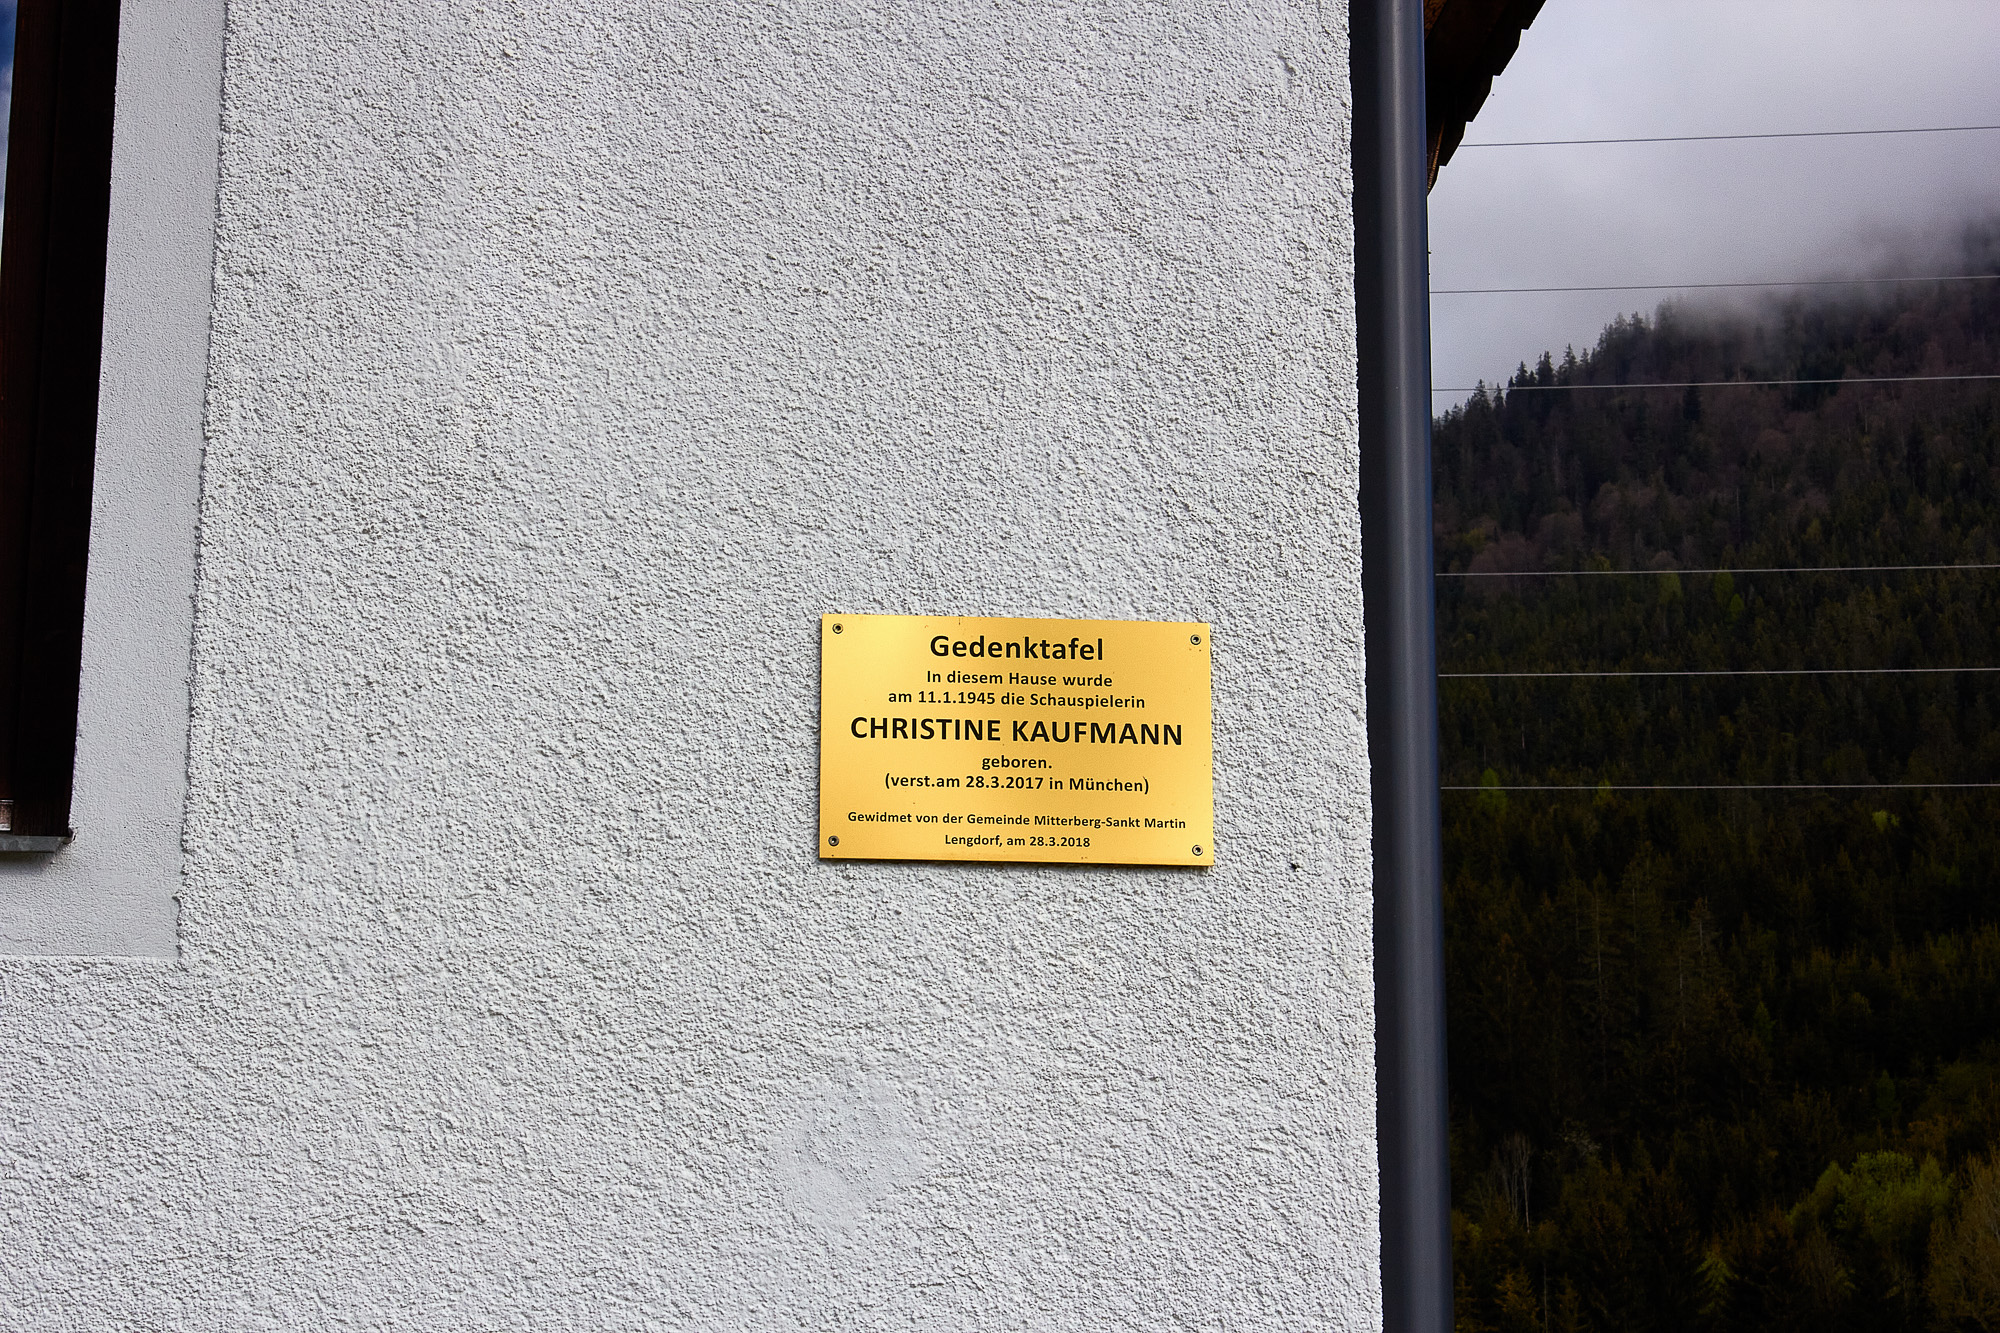 Gedenktafel
In diesem Hause wurde
am 11.1.1945 die Schauspielerin
CHRISTINE KAUFMANN
geboren.
(verst.am 28.3.2017 in München)
Gewidmet von der Gemeinde Mitterberg-Sankt Martin
Lengdorf, am 28.3.2018